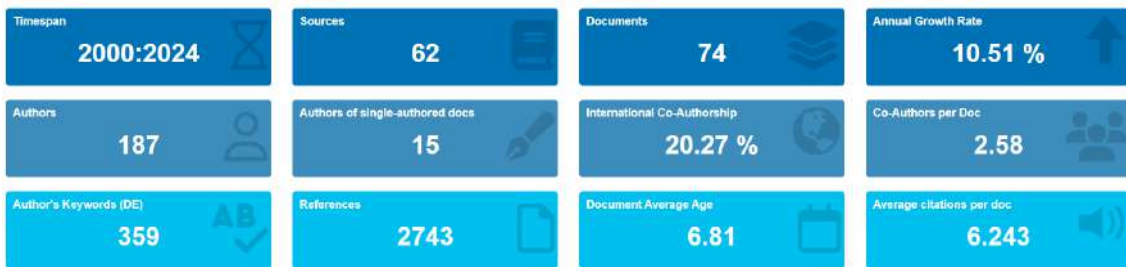 Timespan
2000:2024
Sources
62
Documents
74
Annual Growth Rate
10.51 %
Authors
187
Authors of single-authored docs
15
International Co-Authorship
20.27 %
Co-Authors per Doc
2.58
Author's Keywords (DE)
359
AB
References
2743
Document Average Age
6.81
Average citations per doc
6.243